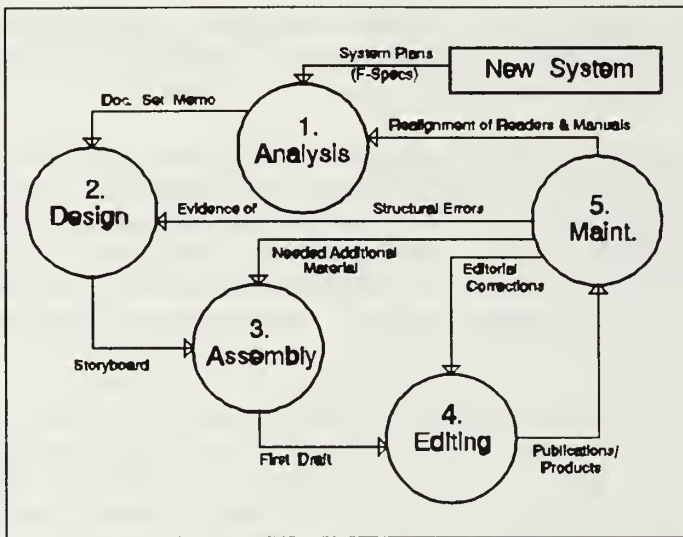 System Plans
(F-Specs)
New System
Doc. Set Memo
1.
Analysis
Realignment of Readers & Manuals
2.
Design
Evidence of
Structural Errors
5.
Maint.
Needed Additional
Material
Editorial
Corrections
3.
Assembly
Storyboard
4.
Editing
First Draft
Publications/
Products